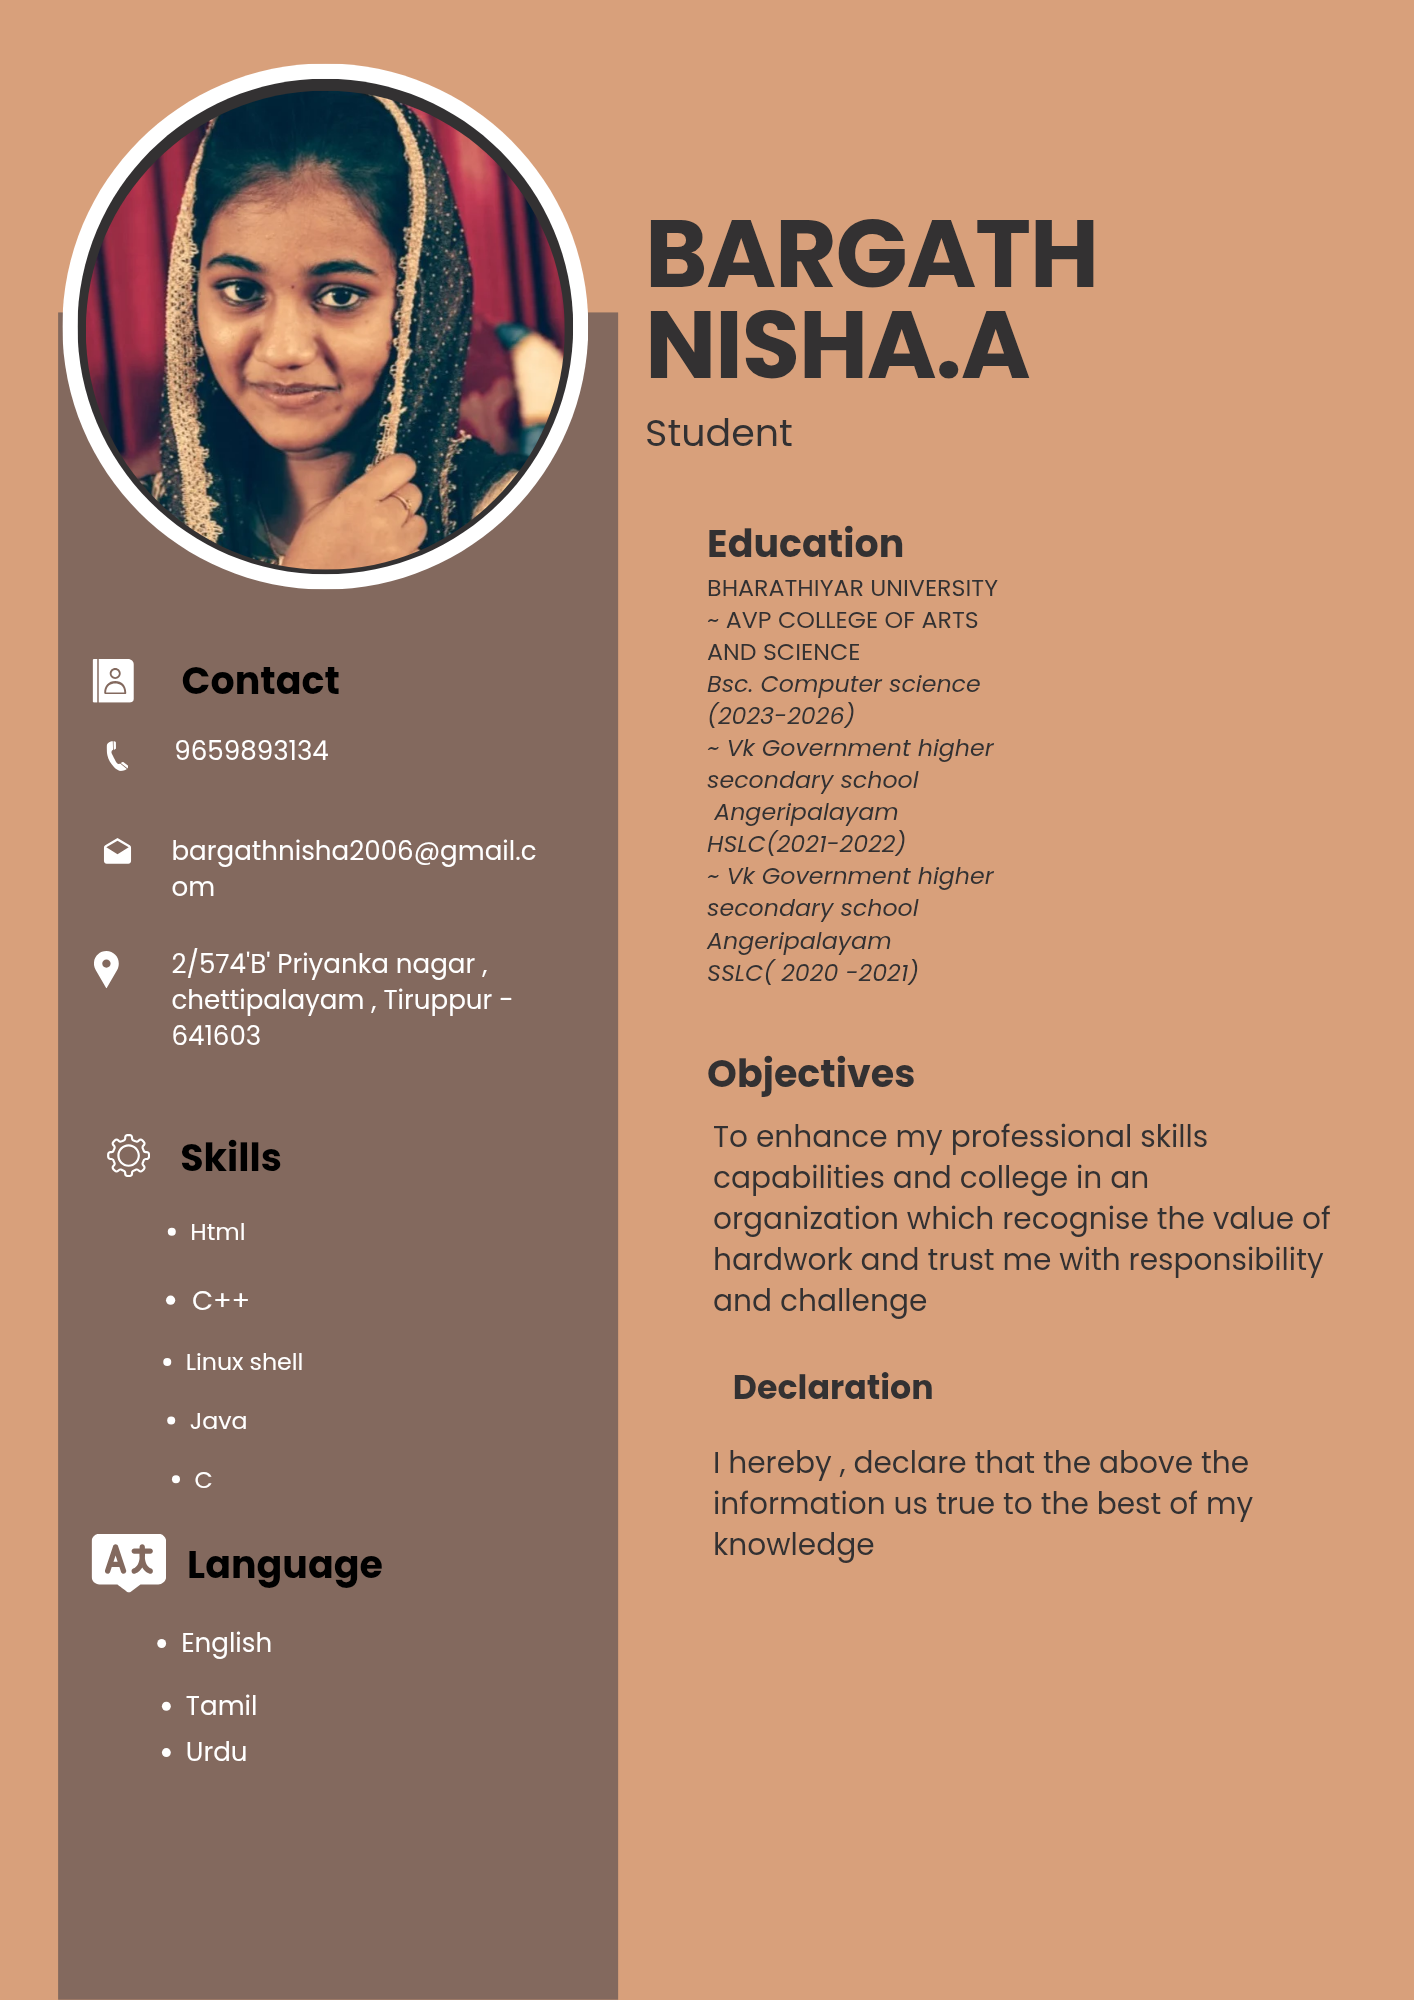 BARGATH
NISHA.A
Student
Contact
9659893134
bargathnisha2006@gmail.c
om
2/574'B' Priyanka nagar ,
chettipalayam , Tiruppur -
641603
Skills
• Html
• C++
• Linux shell
• Java
• C
Language
• English
• Tamil
• Urdu
Education
BHARATHIYAR UNIVERSITY
~ AVP COLLEGE OF ARTS
AND SCIENCE
Bsc. Computer science
(2023-2026)
~ Vk Government higher
secondary school
Angeripalayam
HSLC(2021-2022)
~ Vk Government higher
secondary school
Angeripalayam
SSLC( 2020 -2021)
Objectives
To enhance my professional skills
capabilities and college in an
organization which recognise the value of
hardwork and trust me with responsibility
and challenge
Declaration
I hereby , declare that the above the
information us true to the best of my
knowledge